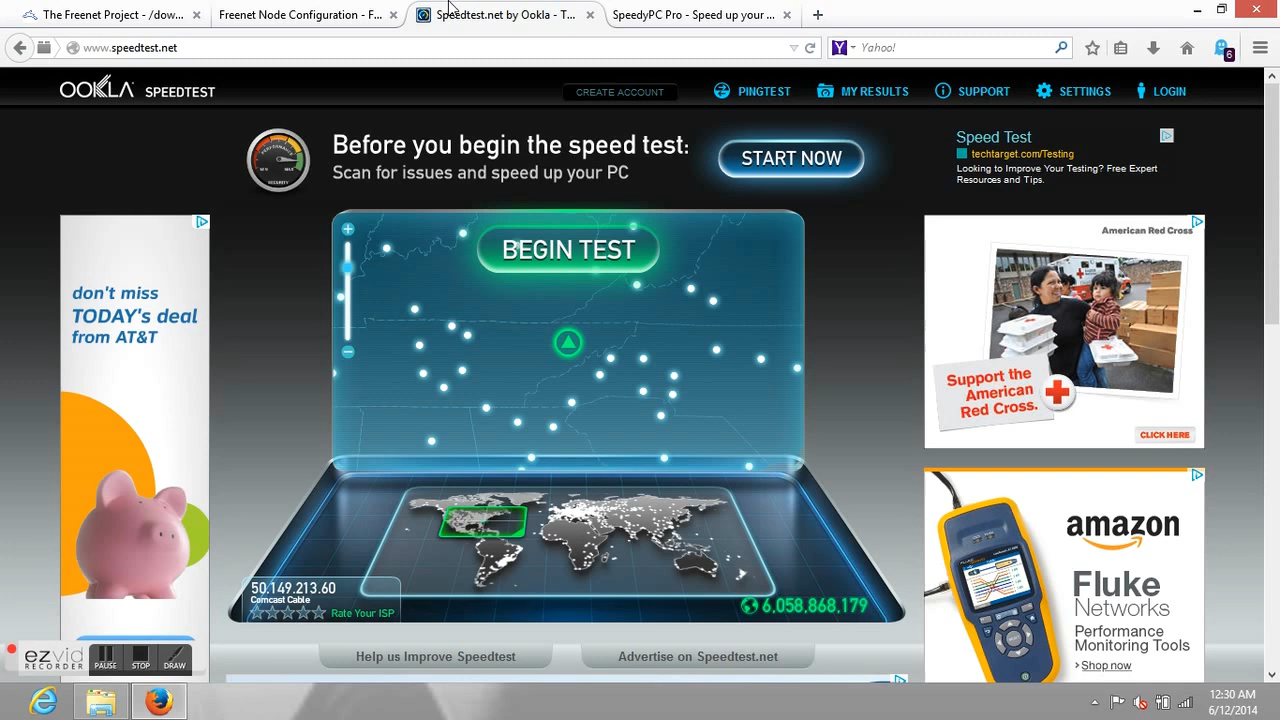 The Freenet Project - /dow...
Freenet Node Configuration - F...
Speedtest.net by Ookla - T...
SpeedyPC Pro - Speed up your ...
www.speedtest.net
Yahoo!
6
OOKLA SPEEDTEST
CREATE ACCOUNT
PINGTEST
MY RESULTS
SUPPORT
SETTINGS
LOGIN
PERFORMANCE
MIN MAX
SECURITY
Before you begin the speed test:
Scan for issues and speed up your PC
START NOW
Speed Test
techtarget.com/Testing
Looking to Improve Your Testing? Free Expert
Resources and Tips.
don't miss
TODAY's deal
from AT&T
BEGIN TEST
American Red Cross
Support the
American
Red Cross.
CLICK HERE
50.149.213.60
Comcast Cable
Rate Your ISP
6,058,868,179
amazon
Fluke
Networks
Performance
Monitoring Tools
>Shop now
ezvid
RECORDER
PAUSE
STOP
DRAW
Help us Improve Speedtest
Advertise on Speedtest.net
12:30 AM
6/12/2014